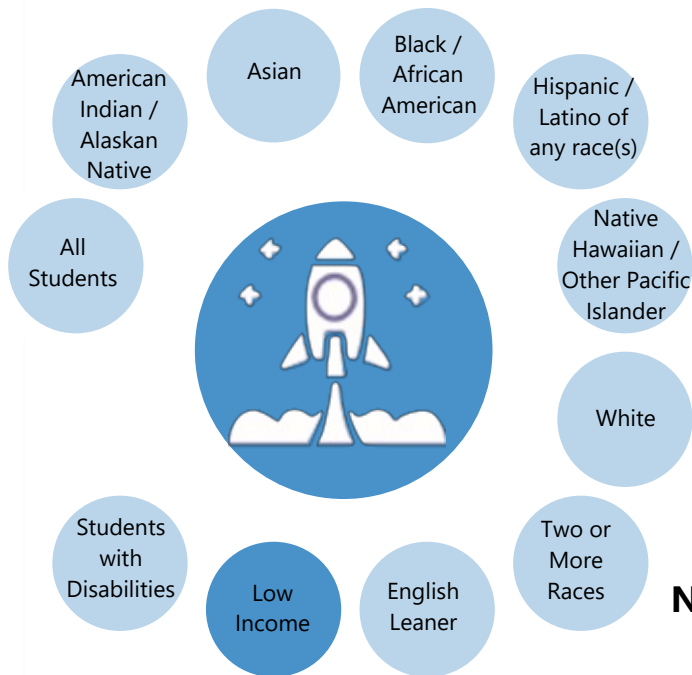 All
Students
American
Indian /
Alaskan
Native
Asian
Black /
African
American
Hispanic /
Latino of
any race(s)
Native
Hawaiian /
Other Pacific
Islander
White
Two or
More
Races
English
Leaner
Low
Income
Students
with
Disabilities
N